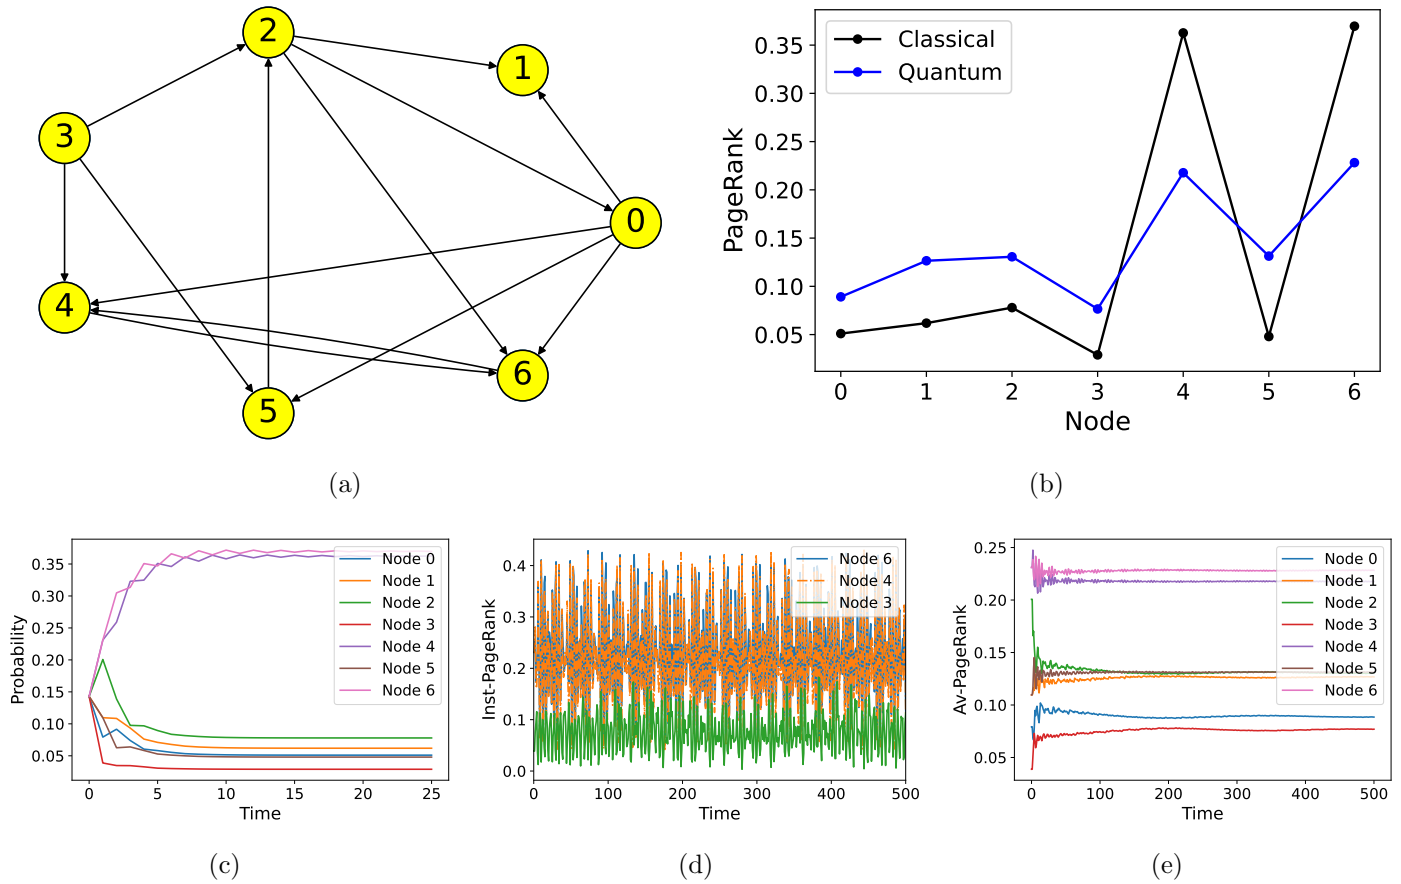 2
1
3
0
4
6
5
(a)
Classical
Quantum
PageRank
0.35
0.30
0.25
0.20
0.15
0.10
0.05
0 1 2 3 4 5 6
Node
(b)
Probability
0.35
0.30
0.25
0.20
0.15
0.10
0.05
Node 0
Node 1
Node 2
Node 3
Node 4
Node 5
Node 6
0 5 10 15 20 25
Time
(c)
Inst-PageRank
0.4
0.3
0.2
0.1
0.0
Node 6
Node 4
Node 3
0 100 200 300 400 500
Time
(d)
Av-PageRank
0.25
0.20
0.15
0.10
0.05
Node 0
Node 1
Node 2
Node 3
Node 4
Node 5
Node 6
0 100 200 300 400 500
Time
(e)